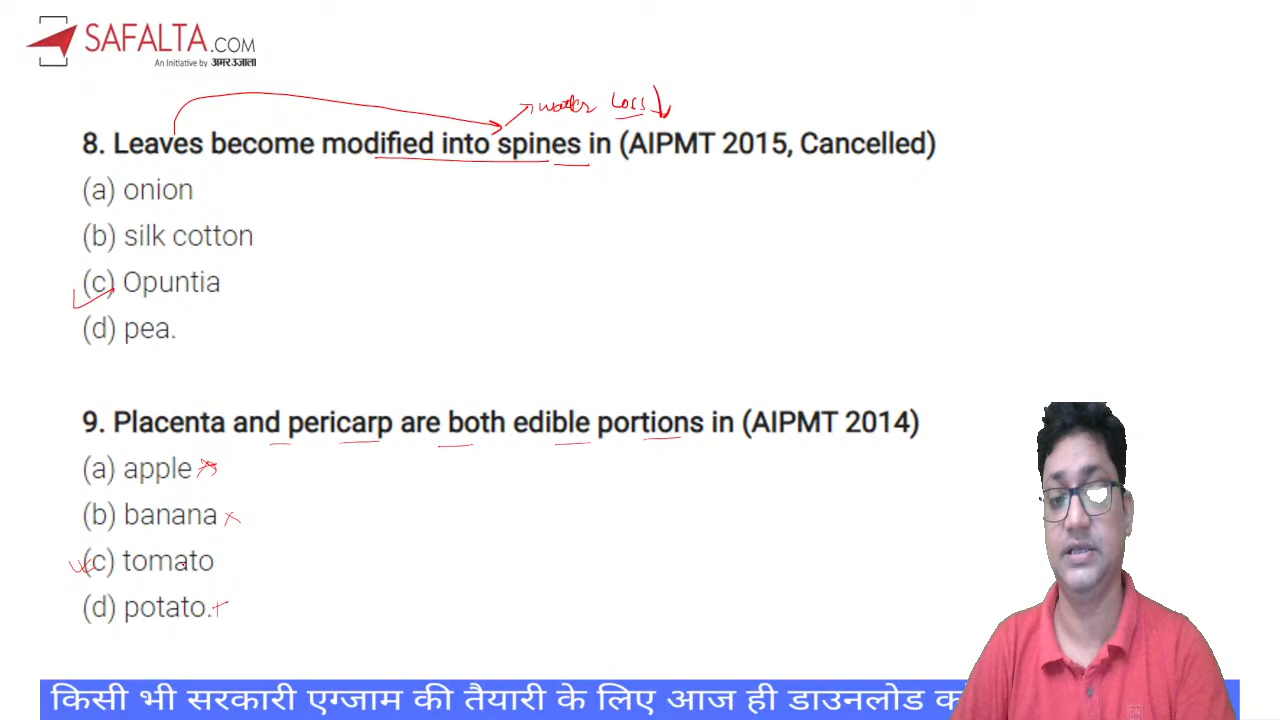 SAFALTA.COM
An Initiative by अमर उजाला
water Loss
8. Leaves become modified into spines in (AIPMT 2015, Cancelled)
(a) onion
(b) silk cotton
(c) Opuntia
(d) pea.
9. Placenta and pericarp are both edible portions in (AIPMT 2014)
(a) apple
(b) banana
(c) tomato
(d) potato.
किसी भी सरकारी एग्जाम की तैयारी के लिए आज ही डाउनलोड